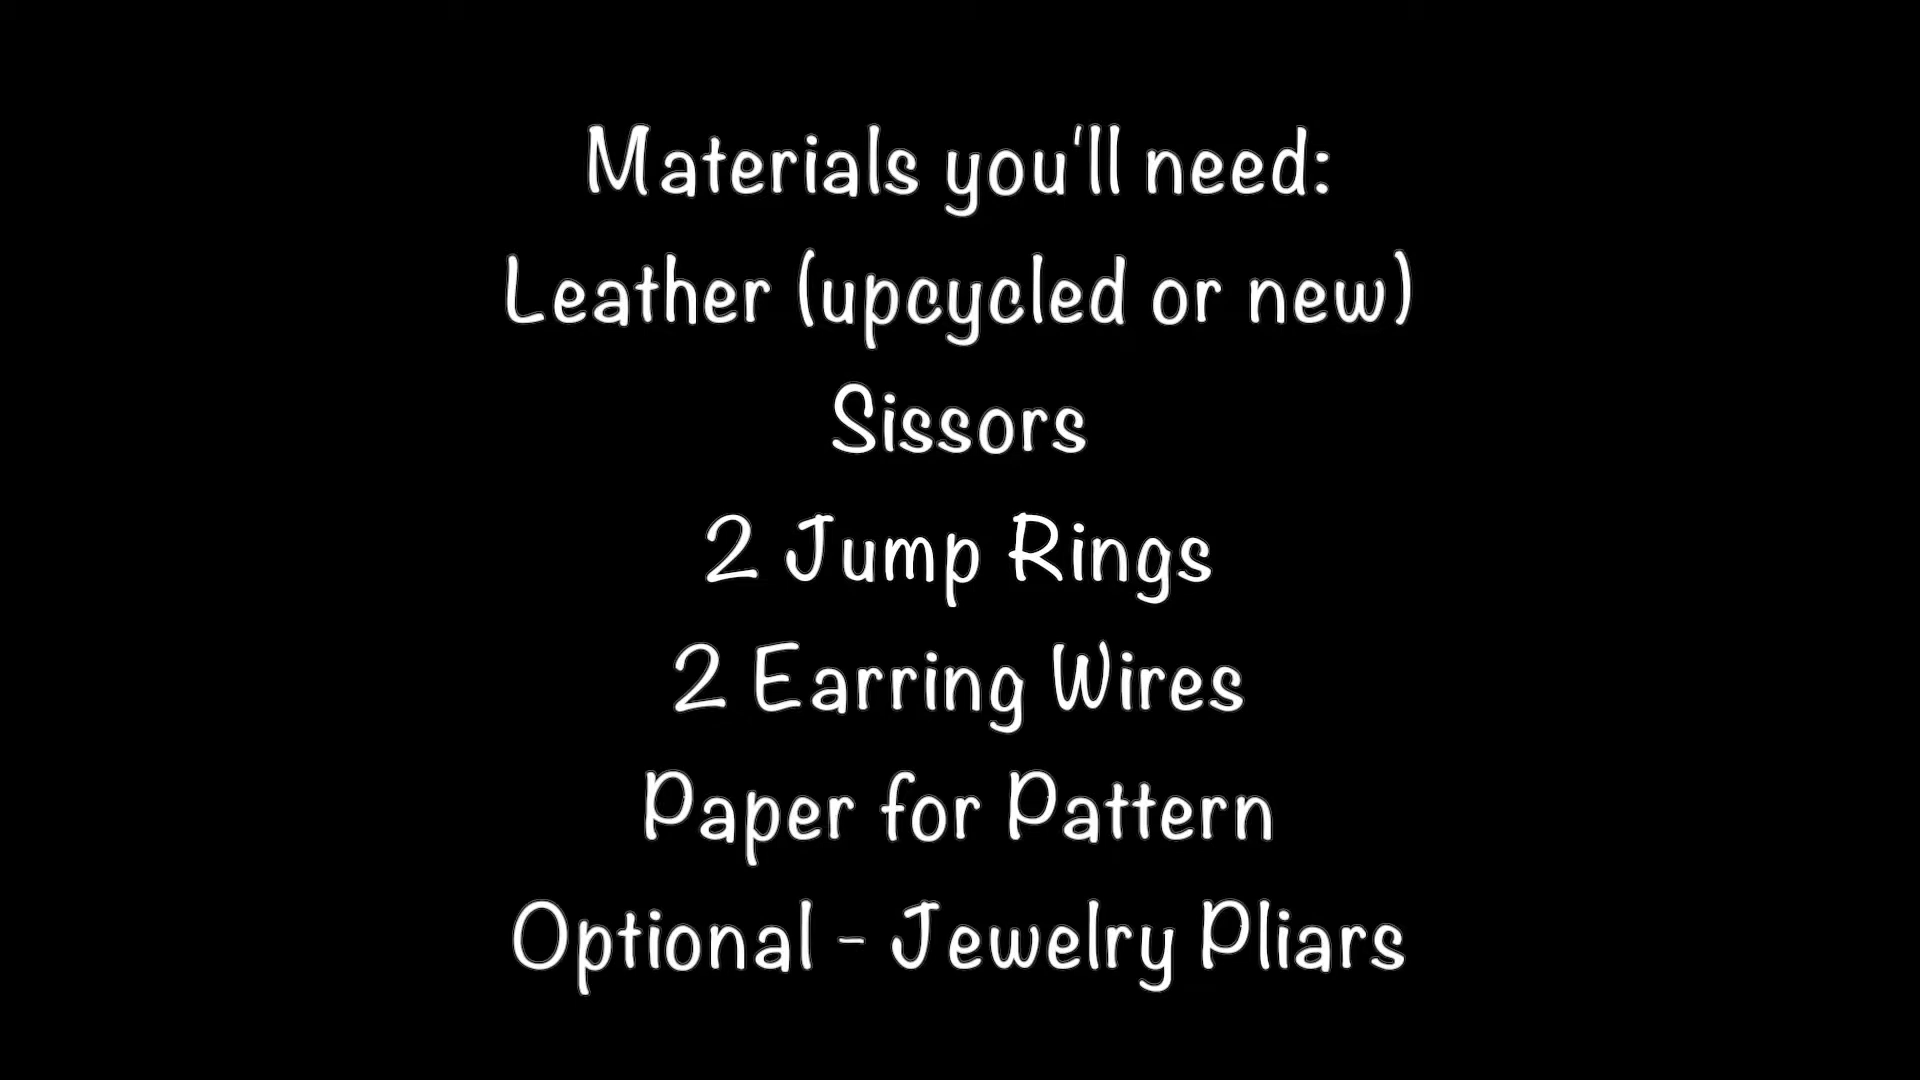 Materials you'll need:
Leather (upcycled or new)
Sissors
2 Jump Rings
2 Earring Wires
Paper for Pattern
Optional - Jewelry Pliars